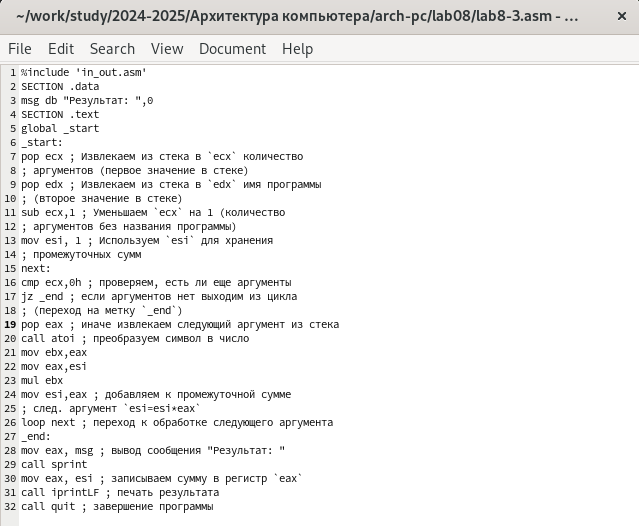 ~/work/study/2024-2025/Архитектура компьютера/arch-pc/lab08/lab8-3.asm - ...
File Edit Search View Document Help
1 %include 'in_out.asm'
2 SECTION .data
3 msg db "Результат: ",0
4 SECTION .text
5 global _start
6 _start:
7 pop ecx ; Извлекаем из стека в `ecx` количество
8 ; аргументов (первое значение в стеке)
9 pop edx ; Извлекаем из стека в `edx` имя программы
10 ; (второе значение в стеке)
11 sub ecx,1 ; Уменьшаем `ecx` на 1 (количество
12 ; аргументов без названия программы)
13 mov esi, 1 ; Используем `esi` для хранения
14 ; промежуточных сумм
15 next:
16 cmp ecx,0h ; проверяем, есть ли еще аргументы
17 jz _end ; если аргументов нет выходим из цикла
18 ; (переход на метку `_end`)
19 pop eax ; иначе извлекаем следующий аргумент из стека
20 call atoi ; преобразуем символ в число
21 mov ebx,eax
22 mov eax,esi
23 mul ebx
24 mov esi,eax ; добавляем к промежуточной сумме
25 ; след. аргумент `esi=esi*eax`
26 loop next ; переход к обработке следующего аргумента
27 _end:
28 mov eax, msg ; вывод сообщения "Результат: "
29 call sprint
30 mov eax, esi ; записываем сумму в регистр `eax`
31 call iprintLF ; печать результата
32 call quit ; завершение программы